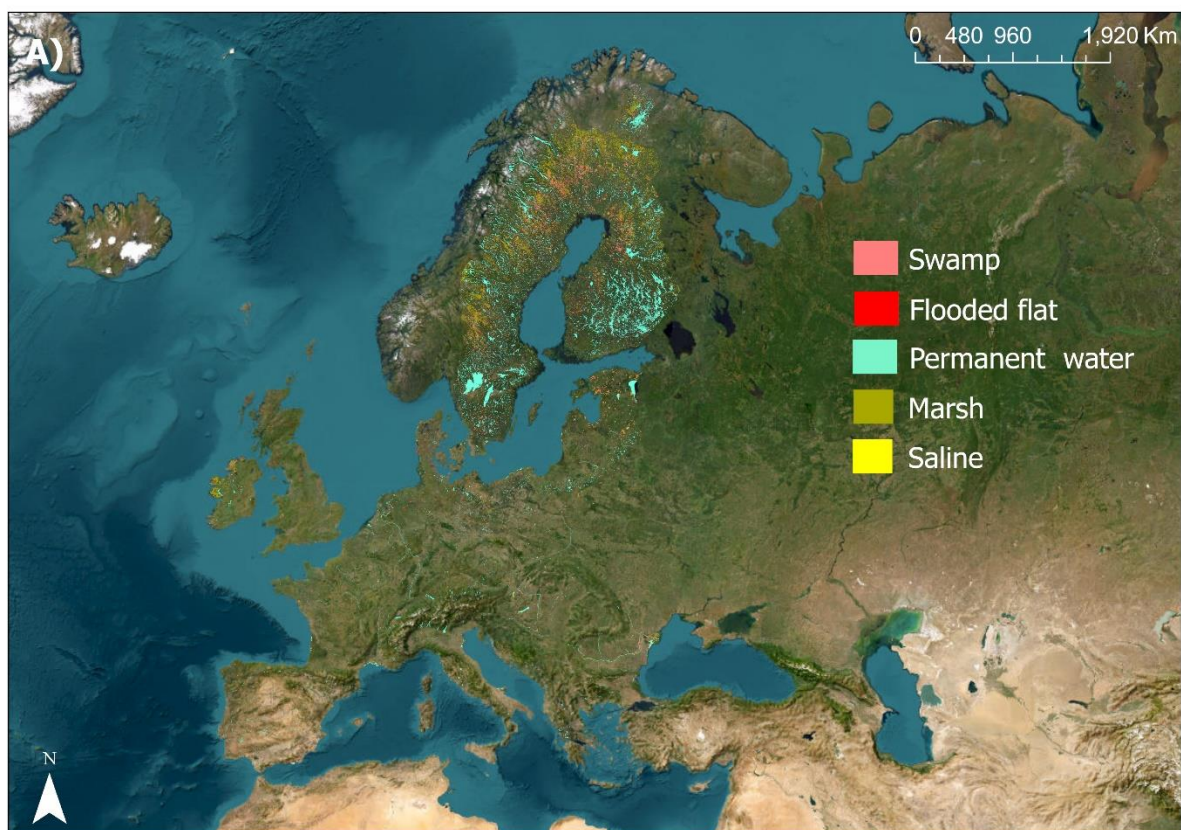 A)
0 480 960 1,920 Km
Swamp
Flooded flat
Permanent water
Marsh
Saline
N